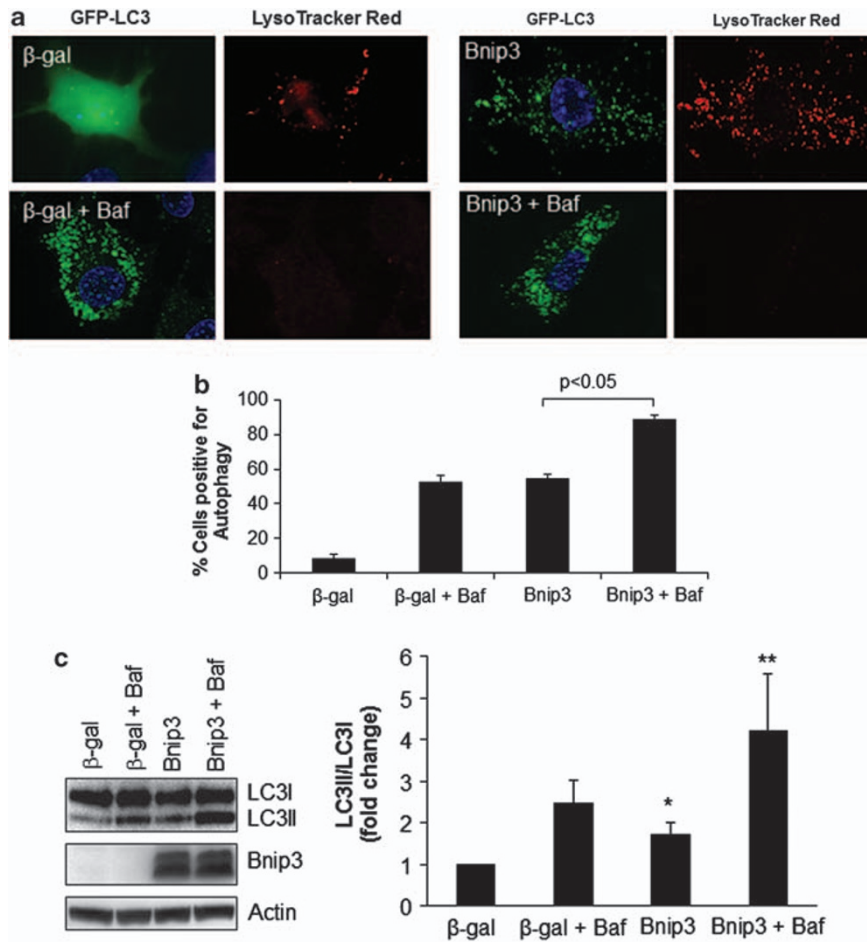 a
GFP-LC3 LysoTracker Red GFP-LC3 LysoTracker Red
β-gal Bnip3
β-gal + Baf Bnip3 + Baf
b
p<0.05
% Cells positive for
Autophagy
100
80
60
40
20
0
β-gal β-gal + Baf Bnip3 Bnip3 + Baf
c
β-gal
β-gal + Baf
Bnip3
Bnip3 + Baf
LC3I
LC3II
Bnip3
Actin
LC3II/LC3I
(fold change)
6
5
4
3
2
1
0
*
**
β-gal β-gal + Baf Bnip3 Bnip3 + Baf